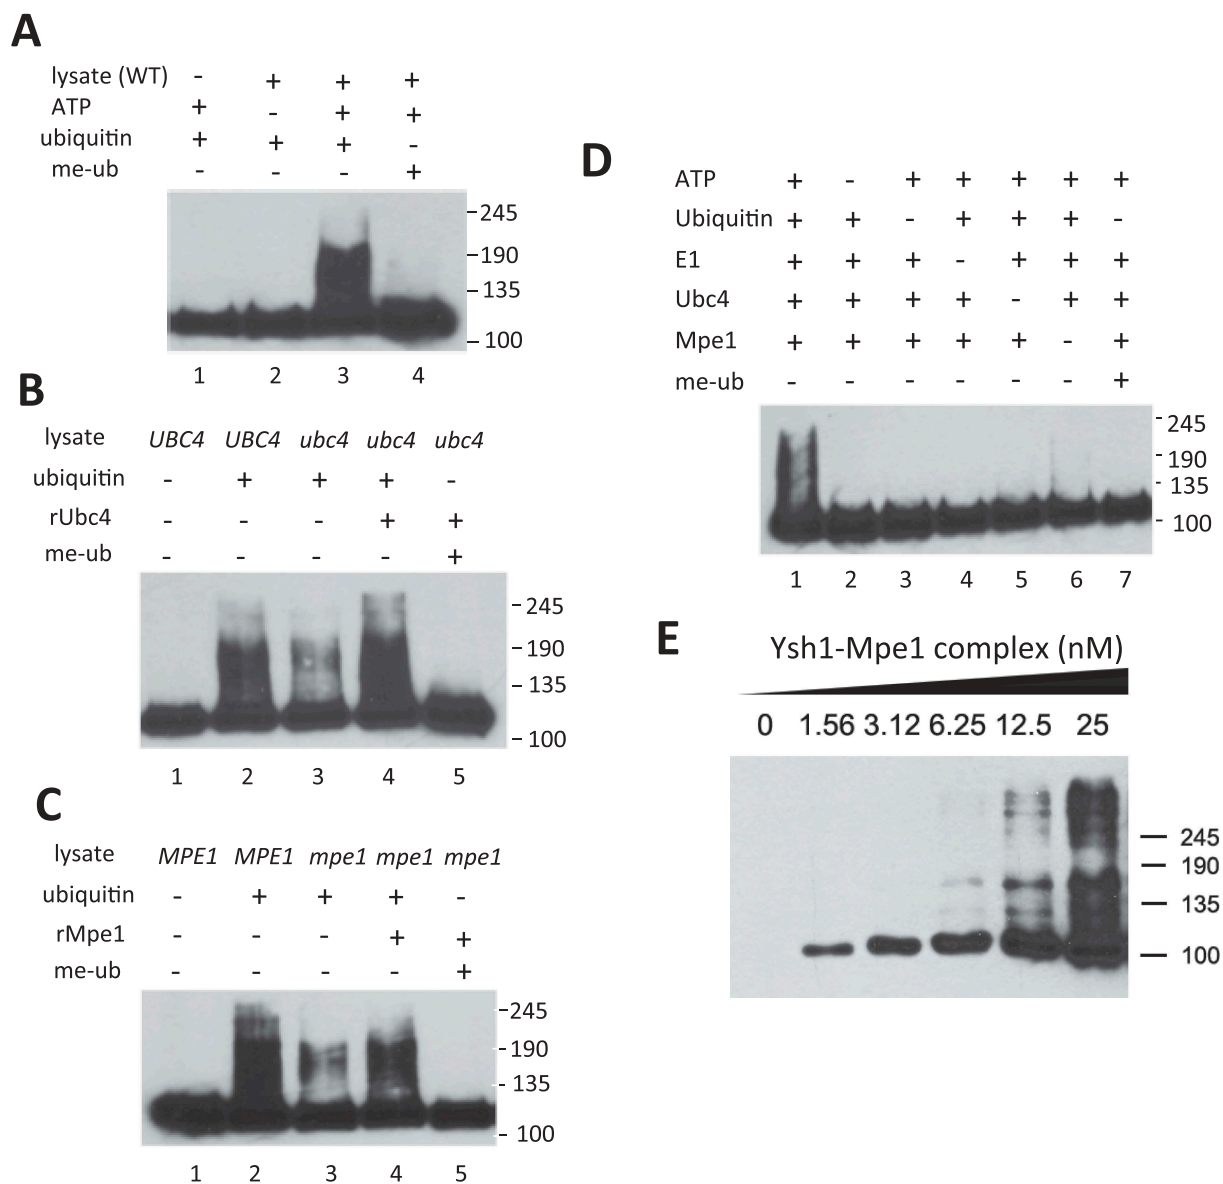 A
lysate (WT) - + + +
ATP + - + +
ubiquitin + + + -
me-ub - - - +
245
190
135
100
1 2 3 4
B
lysate UBC4 UBC4 ubc4 ubc4 ubc4
ubiquitin - + + + -
rUbc4 - - - + +
me-ub - - - - +
245
190
135
100
1 2 3 4 5
C
lysate MPE1 MPE1 mpe1 mpe1 mpe1
ubiquitin - + + + -
rMpe1 - - - + +
me-ub - - - - +
245
190
135
100
1 2 3 4 5
D
ATP + - + + + + +
Ubiquitin + + - + + + -
E1 + + + - + + +
Ubc4 + + + + - + +
Mpe1 + + + + + - +
me-ub - - - - - - +
245
190
135
100
1 2 3 4 5 6 7
E
Ysh1-Mpe1 complex (nM)
0 1.56 3.12 6.25 12.5 25
245
190
135
100